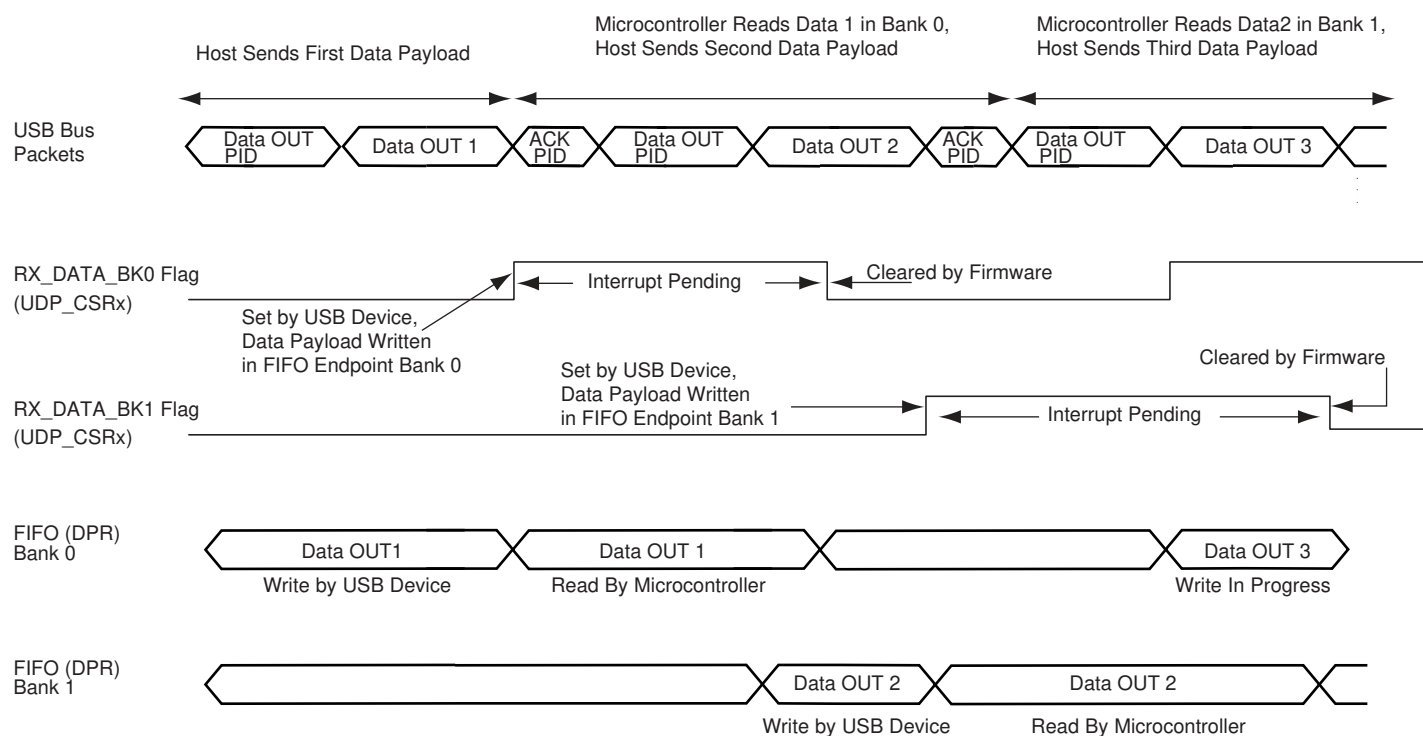 Host Sends First Data Payload
Microcontroller Reads Data 1 in Bank 0,
Host Sends Second Data Payload
Microcontroller Reads Data2 in Bank 1,
Host Sends Third Data Payload
USB Bus
Packets
Data OUT
PID
Data OUT 1
ACK
PID
Data OUT
PID
Data OUT 2
ACK
PID
Data OUT
PID
Data OUT 3
RX_DATA_BK0 Flag
(UDP_CSRx)
Interrupt Pending
Cleared by Firmware
Set by USB Device,
Data Payload Written
in FIFO Endpoint Bank 0
RX_DATA_BK1 Flag
(UDP_CSRx)
Set by USB Device,
Data Payload Written
in FIFO Endpoint Bank 1
Interrupt Pending
Cleared by Firmware
FIFO (DPR)
Bank 0
Data OUT1
Data OUT 1
Data OUT 3
Write by USB Device
Read By Microcontroller
Write In Progress
FIFO (DPR)
Bank 1
Data OUT 2
Data OUT 2
Write by USB Device
Read By Microcontroller